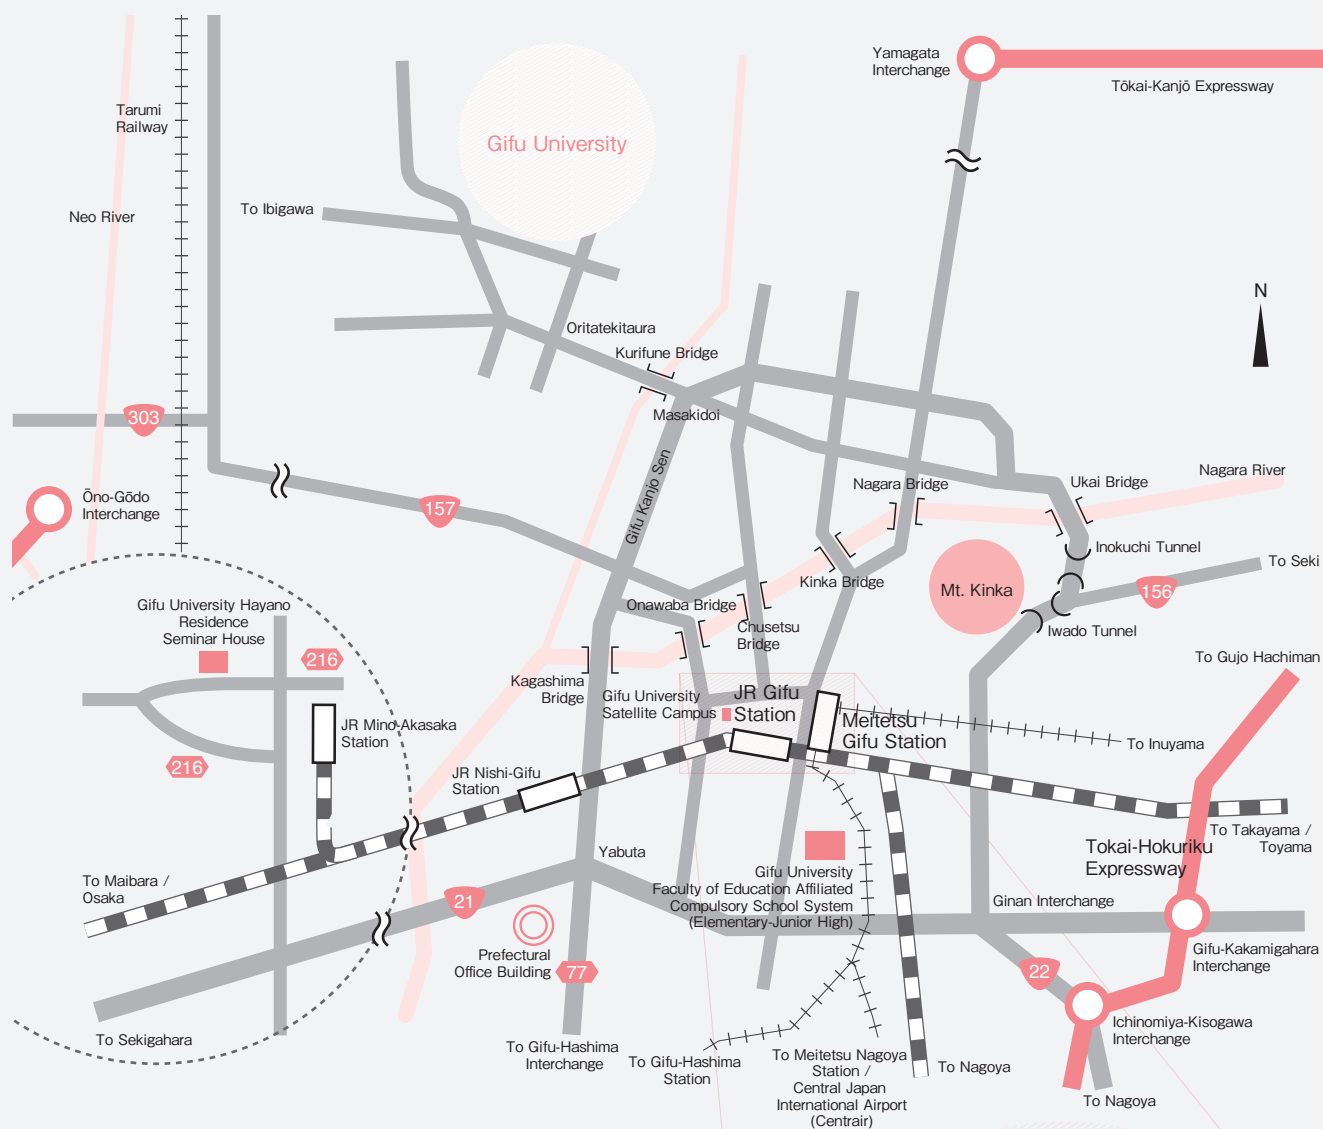 Yamagata
Interchange
Tōkai-Kanjō Expressway
Tarumi
Railway
Gifu University
Neo River
To Ibigawa
N
Oritatekitaura
Kurifune Bridge
Masakidoi
303
Gifu Kanjo Sen
Nagara Bridge
Ukai Bridge
Nagara River
Ōno-Gōdo
Interchange
157
Inokuchi Tunnel
To Seki
Kinka Bridge
Mt. Kinka
156
Gifu University Hayano
Residence
Seminar House
Onawaba Bridge
Chusetsu
Bridge
Iwado Tunnel
216
To Gujo Hachiman
Kagashima
Bridge
Gifu University
Satellite Campus
JR Gifu
Station
Meitetsu
Gifu Station
JR Mino-Akasaka
Station
To Inuyama
216
JR Nishi-Gifu
Station
To Takayama /
Toyama
Tokai-Hokuriku
Expressway
Yabuta
Gifu University
Faculty of Education Affiliated
Compulsory School System
(Elementary-Junior High)
To Maibara /
Osaka
21
Ginan Interchange
Prefectural
Office Building
77
22
Gifu-Kakamigahara
Interchange
Ichinomiya-Kisogawa
Interchange
To Sekigahara
To Gifu-Hashima
Interchange
To Gifu-Hashima
Station
To Meitetsu Nagoya
Station /
Central Japan
International Airport
(Centrair)
To Nagoya
To Nagoya